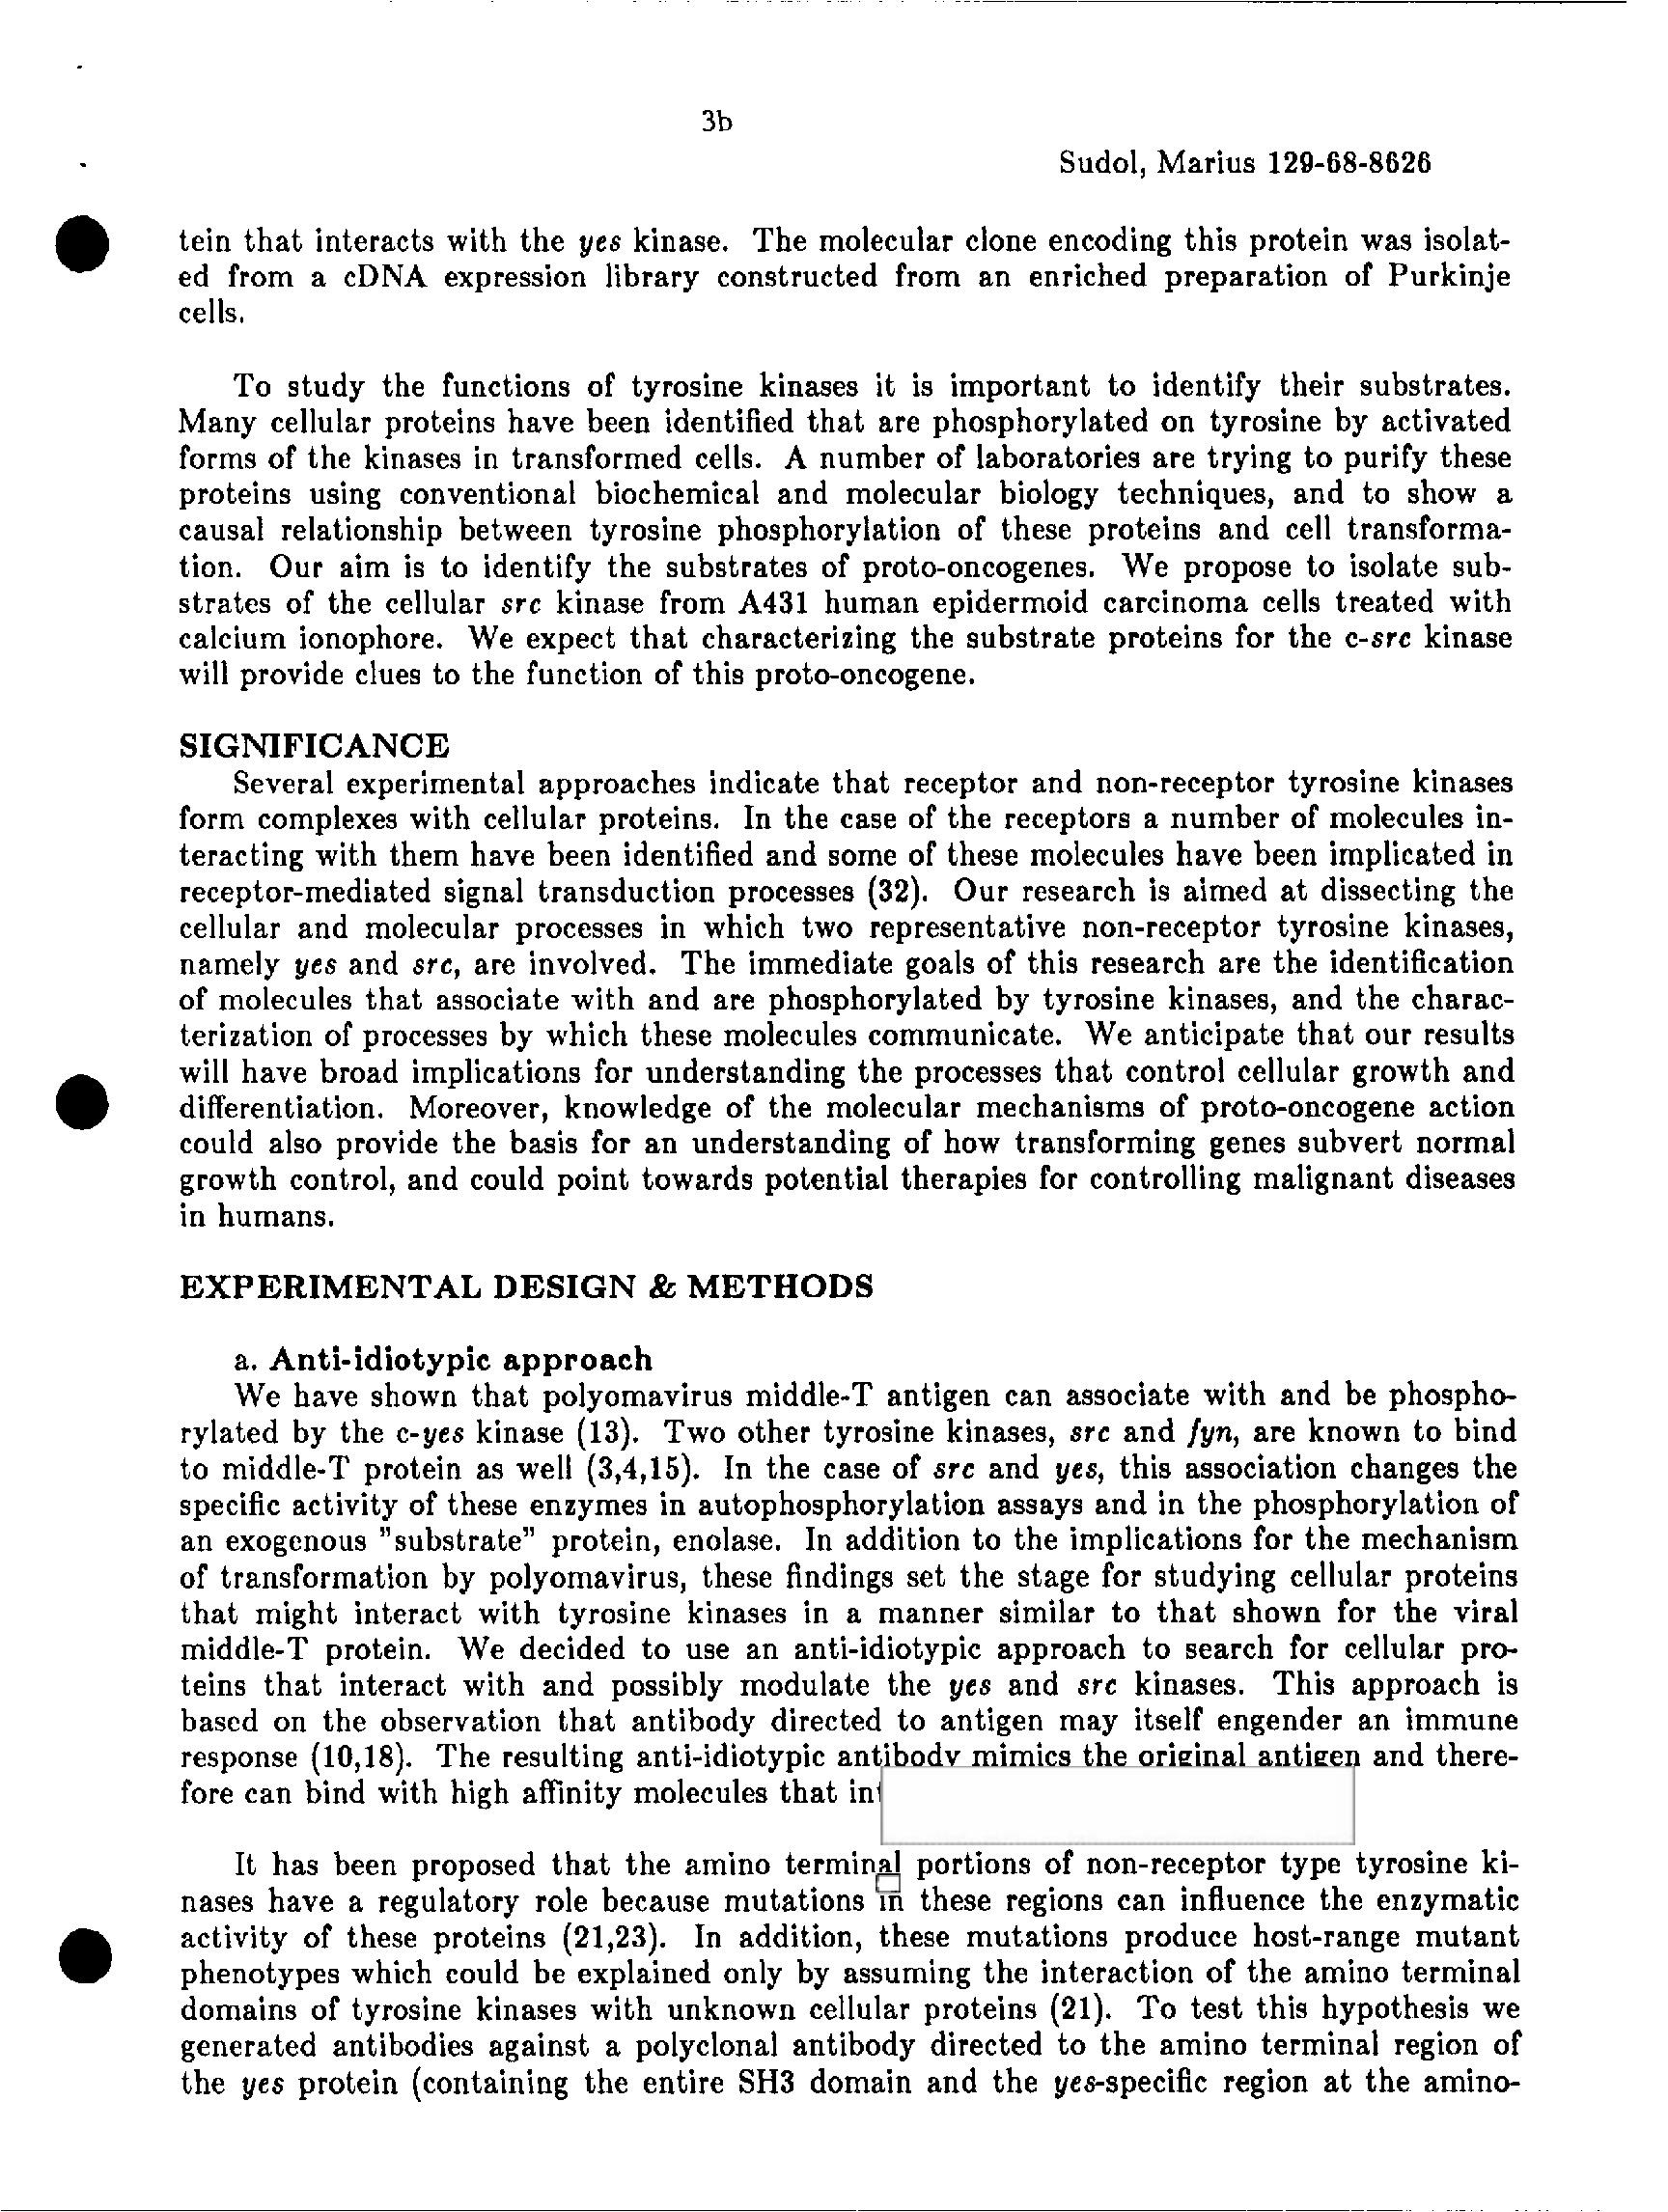 3b
Sudol, Marius 129-68-8626
tein that interacts with the yes kinase. The molecular clone encoding this protein was isolat-
ed from a cDNA expression library constructed from an enriched preparation of Purkinje
cells.
To study the functions of tyrosine kinases it is important to identify their substrates.
Many cellular proteins have been identified that are phosphorylated on tyrosine by activated
forms of the kinases in transformed cells. A number of laboratories are trying to purify these
proteins using conventional biochemical and molecular biology techniques, and to show a
causal relationship between tyrosine phosphorylation of these proteins and cell transforma-
tion. Our aim is to identify the substrates of proto-oncogenes. We propose to isolate sub-
strates of the cellular src kinase from A431 human epidermoid carcinoma cells treated with
calcium ionophore. We expect that characterizing the substrate proteins for the c-src kinase
will provide clues to the function of this proto-oncogene.
SIGNIFICANCE
Several experimental approaches indicate that receptor and non-receptor tyrosine kinases
form complexes with cellular proteins. In the case of the receptors a number of molecules in-
teracting with them have been identified and some of these molecules have been implicated in
receptor-mediated signal transduction processes (32). Our research is aimed at dissecting the
cellular and molecular processes in which two representative non-receptor tyrosine kinases,
namely yes and src, are involved. The immediate goals of this research are the identification
of molecules that associate with and are phosphorylated by tyrosine kinases, and the charac-
terization of processes by which these molecules communicate. We anticipate that our results
will have broad implications for understanding the processes that control cellular growth and
differentiation. Moreover, knowledge of the molecular mechanisms of proto-oncogene action
could also provide the basis for an understanding of how transforming genes subvert normal
growth control, and could point towards potential therapies for controlling malignant diseases
in humans.
EXPERIMENTAL DESIGN & METHODS
a. Anti-idiotypic approach
We have shown that polyomavirus middle-T antigen can associate with and be phospho-
rylated by the c-yes kinase (13). Two other tyrosine kinases, src and fyn, are known to bind
to middle-T protein as well (3,4,15). In the case of src and yes, this association changes the
specific activity of these enzymes in autophosphorylation assays and in the phosphorylation of
an exogenous "substrate" protein, enolase. In addition to the implications for the mechanism
of transformation by polyomavirus, these findings set the stage for studying cellular proteins
that might interact with tyrosine kinases in a manner similar to that shown for the viral
middle-T protein. We decided to use an anti-idiotypic approach to search for cellular pro-
teins that interact with and possibly modulate the yes and src kinases. This approach is
based on the observation that antibody directed to antigen may itself engender an immune
response (10,18). The resulting anti-idiotypic antibody mimics the original antigen and there-
fore can bind with high affinity molecules that
It has been proposed that the amino terminal portions of non-receptor type tyrosine ki-
nases have a regulatory role because mutations in these regions can influence the enzymatic
activity of these proteins (21,23). In addition, these mutations produce host-range mutant
phenotypes which could be explained only by assuming the interaction of the amino terminal
domains of tyrosine kinases with unknown cellular proteins (21). To test this hypothesis we
generated antibodies against a polyclonal antibody directed to the amino terminal region of
the yes protein (containing the entire SH3 domain and the yes-specific region at the amino-